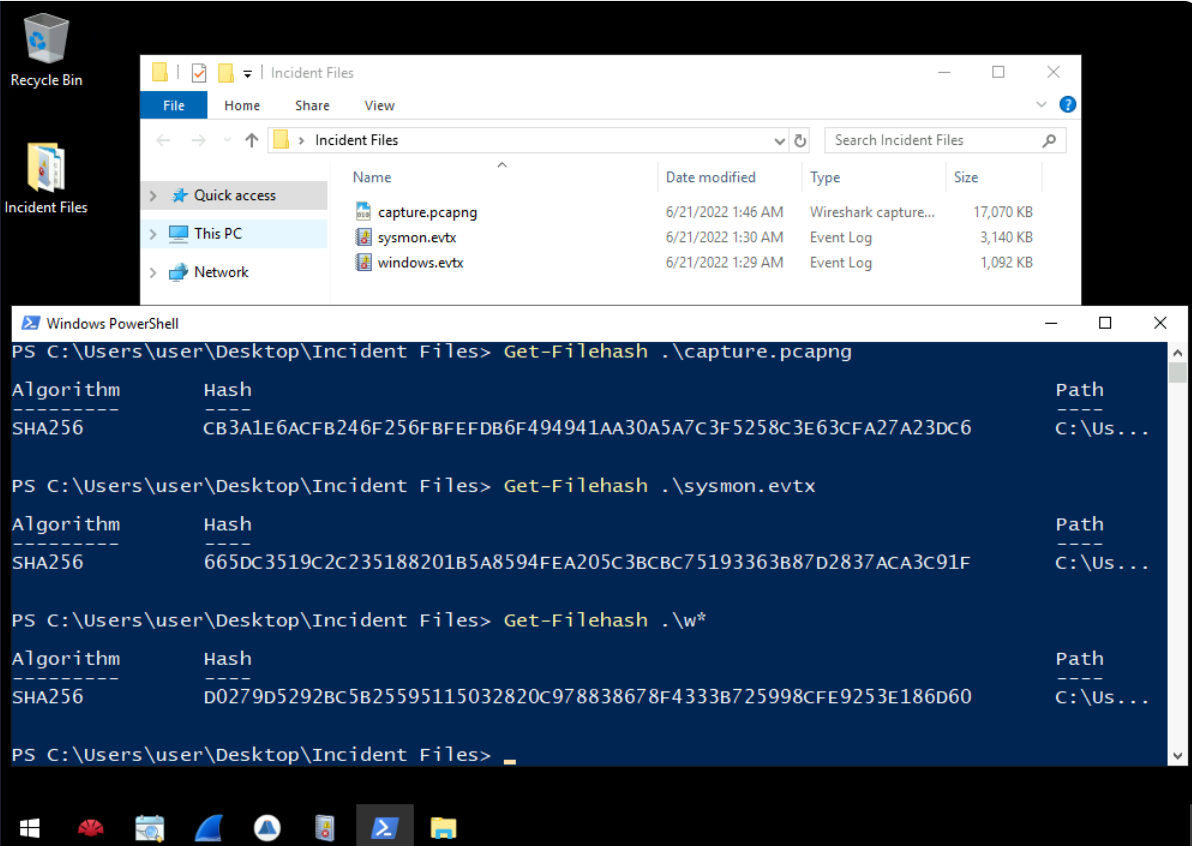 Recycle Bin
Incident Files
Incident Files
File Home Share View
Incident Files
Search Incident Files
Name Date modified Type Size
Quick access
This PC
Network
capture.pcapng 6/21/2022 1:46 AM Wireshark capture... 17,070 KB
sysmon.evtx 6/21/2022 1:30 AM Event Log 3,140 KB
windows.evtx 6/21/2022 1:29 AM Event Log 1,092 KB
Windows PowerShell
PS C:\Users\user\Desktop\Incident Files> Get-Filehash .\capture.pcapng
Algorithm Hash Path
--------- ---- ----
SHA256 CB3A1E6ACFB246F256FBFEFDB6F494941AA30A5A7C3F5258C3E63CFA27A23DC6 C:\Us...
PS C:\Users\user\Desktop\Incident Files> Get-Filehash .\sysmon.evtx
Algorithm Hash Path
--------- ---- ----
SHA256 665DC3519C2C235188201B5A8594FEA205C3BCBC75193363B87D2837ACA3C91F C:\Us...
PS C:\Users\user\Desktop\Incident Files> Get-Filehash .\w*
Algorithm Hash Path
--------- ---- ----
SHA256 D0279D5292BC5B25595115032820C978838678F4333B725998CFE9253E186D60 C:\Us...
PS C:\Users\user\Desktop\Incident Files>